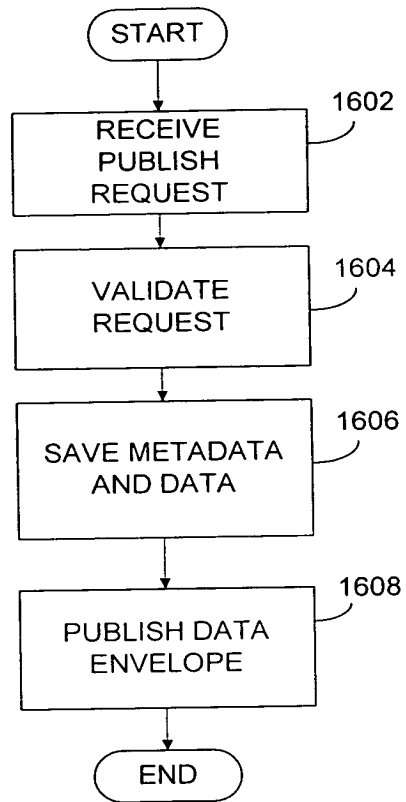 START
1602
RECEIVE
PUBLISH
REQUEST
1604
VALIDATE
REQUEST
1606
SAVE METADATA
AND DATA
1608
PUBLISH DATA
ENVELOPE
END